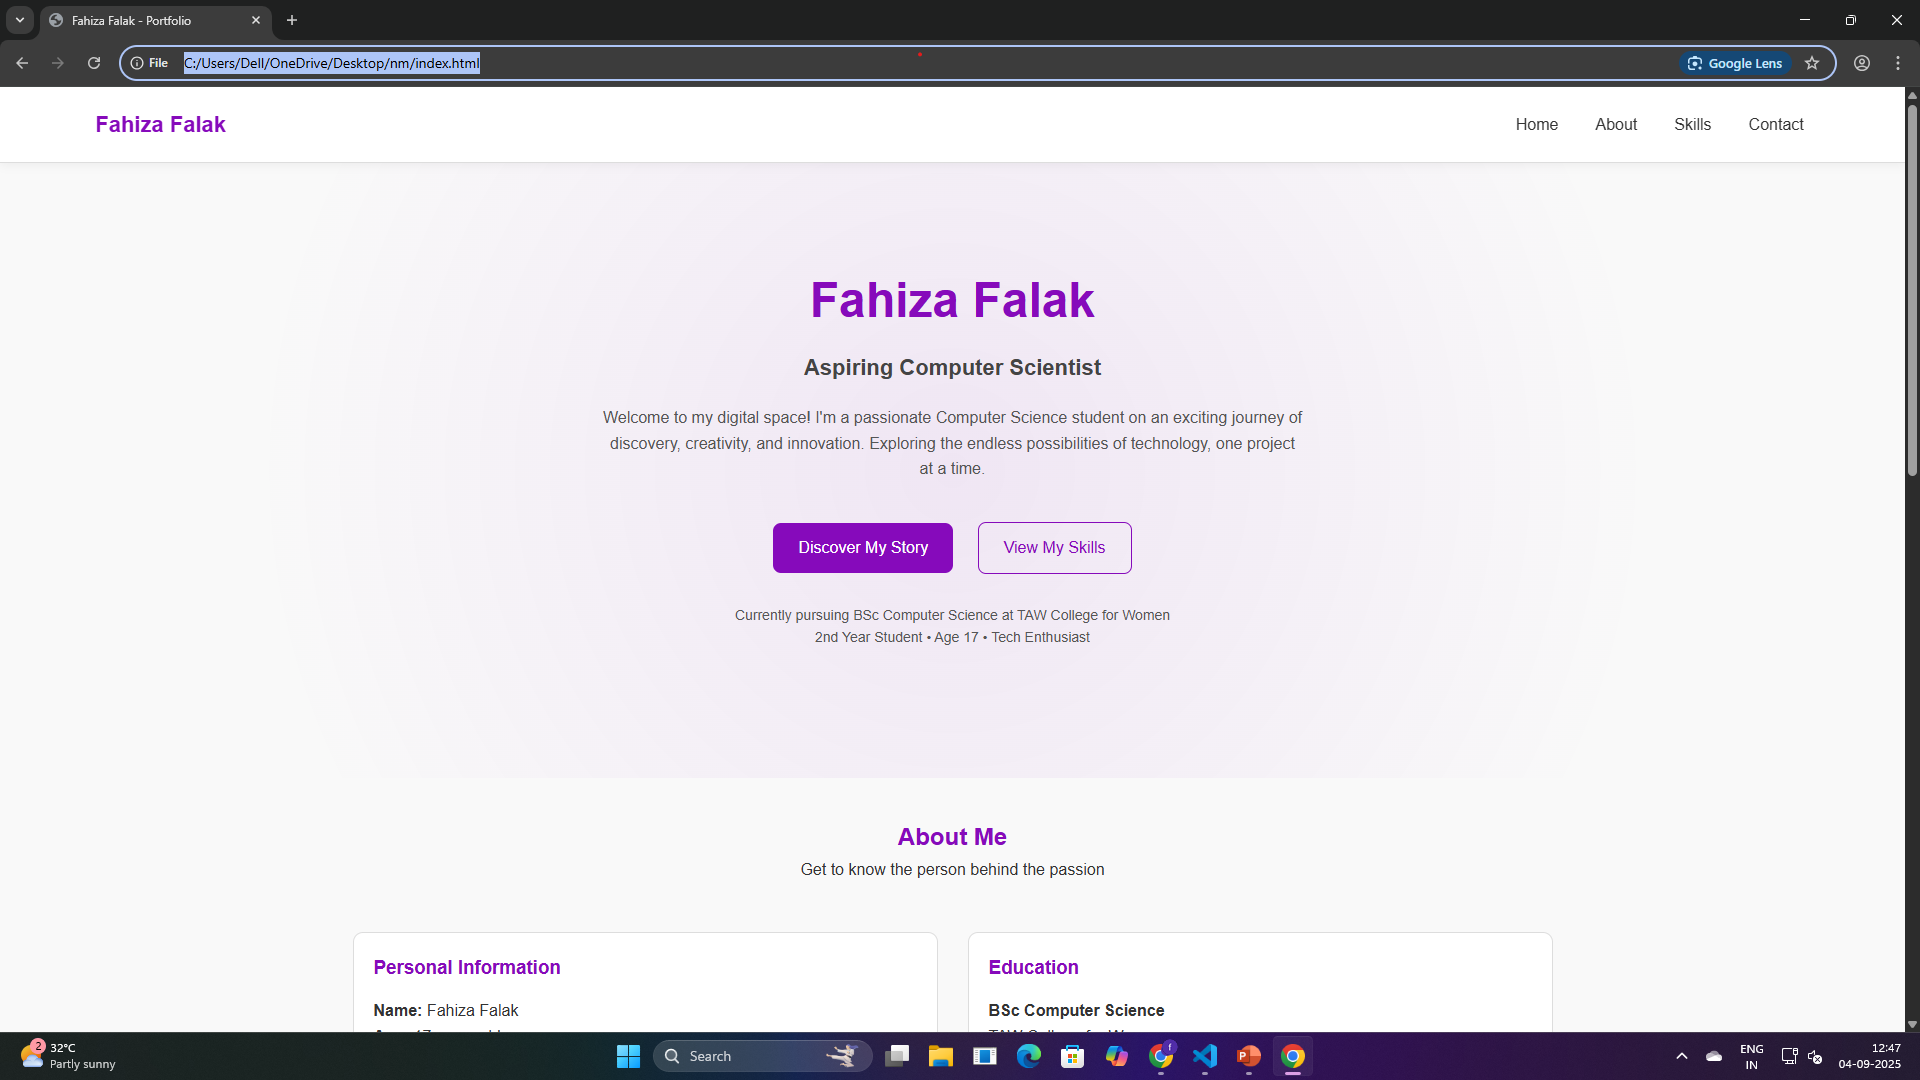 Fahiza Falak - Portfolio
File
C:/Users/Dell/OneDrive/Desktop/nm/index.html
Google Lens
Fahiza Falak
Home
About
Skills
Contact
Fahiza Falak
Aspiring Computer Scientist
Welcome to my digital space! I'm a passionate Computer Science student on an exciting journey of
discovery, creativity, and innovation. Exploring the endless possibilities of technology, one project
at a time.
Discover My Story
View My Skills
Currently pursuing BSc Computer Science at TAW College for Women
2nd Year Student • Age 17 • Tech Enthusiast
About Me
Get to know the person behind the passion
Personal Information
Name: Fahiza Falak
Education
BSc Computer Science
2
32°C
Partly sunny
Search
f
P
ENG
IN
12:47
04-09-2025